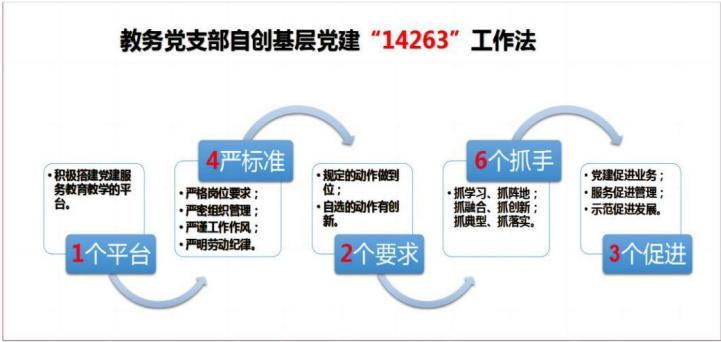 教务党支部自创基层党建“14263”工作法
• 积极搭建党建服
务教育教学的平
台。
1个平台
4严标准
• 严格岗位要求；
• 严密组织管理；
• 严谨工作作风；
• 严明劳动纪律。
• 规定的动作做到
位；
• 自选的动作有创
新。
2个要求
6个抓手
• 抓学习、抓阵地；
抓融合、抓创新；
抓典型、抓落实。
• 党建促进业务；
• 服务促进管理；
• 示范促进发展。
3个促进